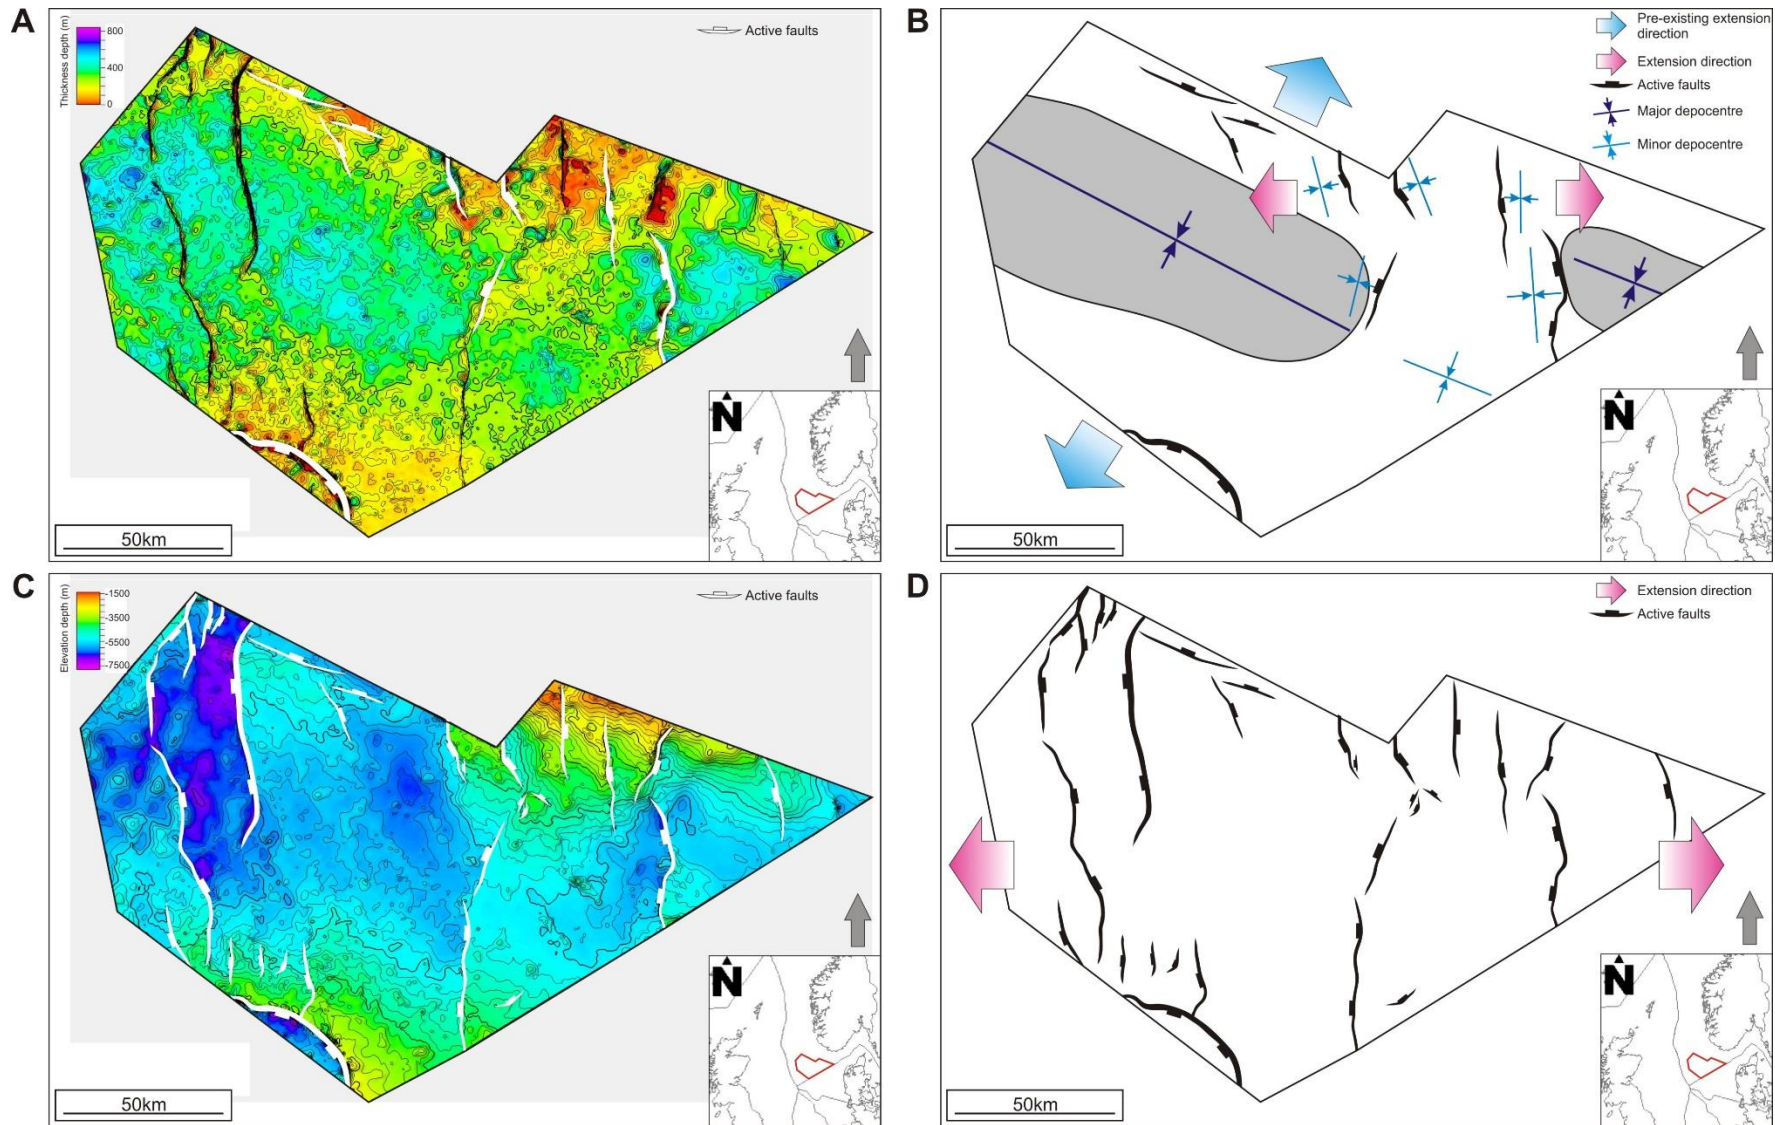 A
Thickness depth (m)
800
400
0
Active faults
N
50km
B
Pre-existing extension
direction
Extension direction
Active faults
Major depocentre
Minor depocentre
N
50km
C
Elevation depth (m)
-1500
-3500
-5500
-7500
Active faults
N
50km
D
Extension direction
Active faults
N
50km